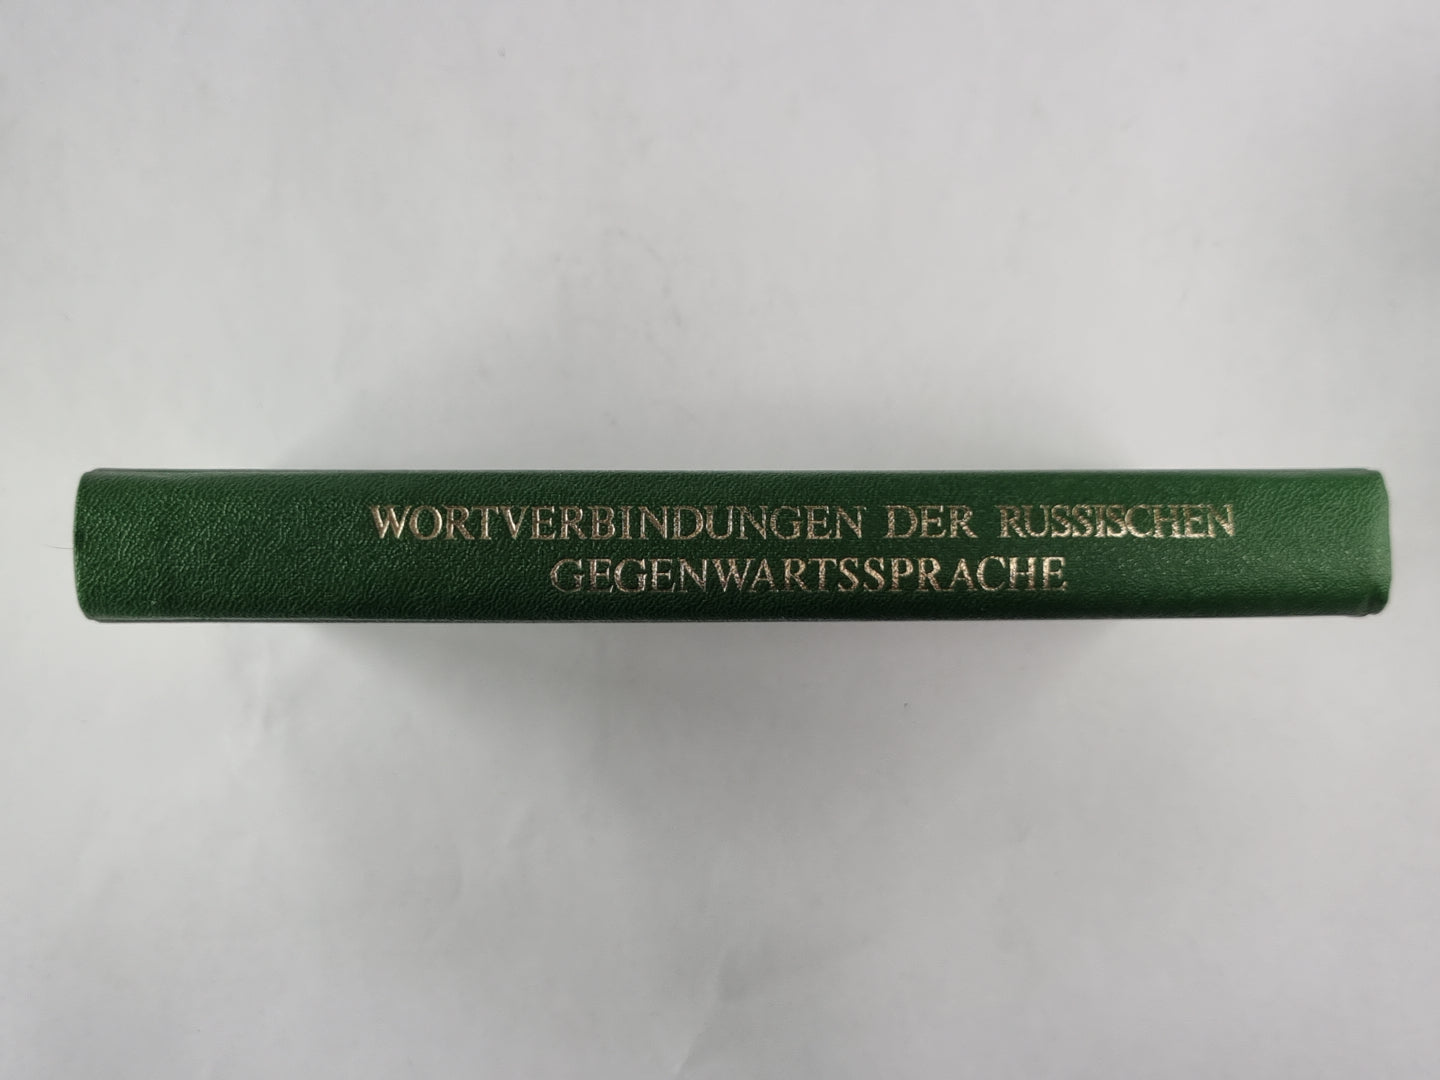 WORTVERBINDUNGEN DER RUSSISCHEN
GEGENWARTSSPRACHE